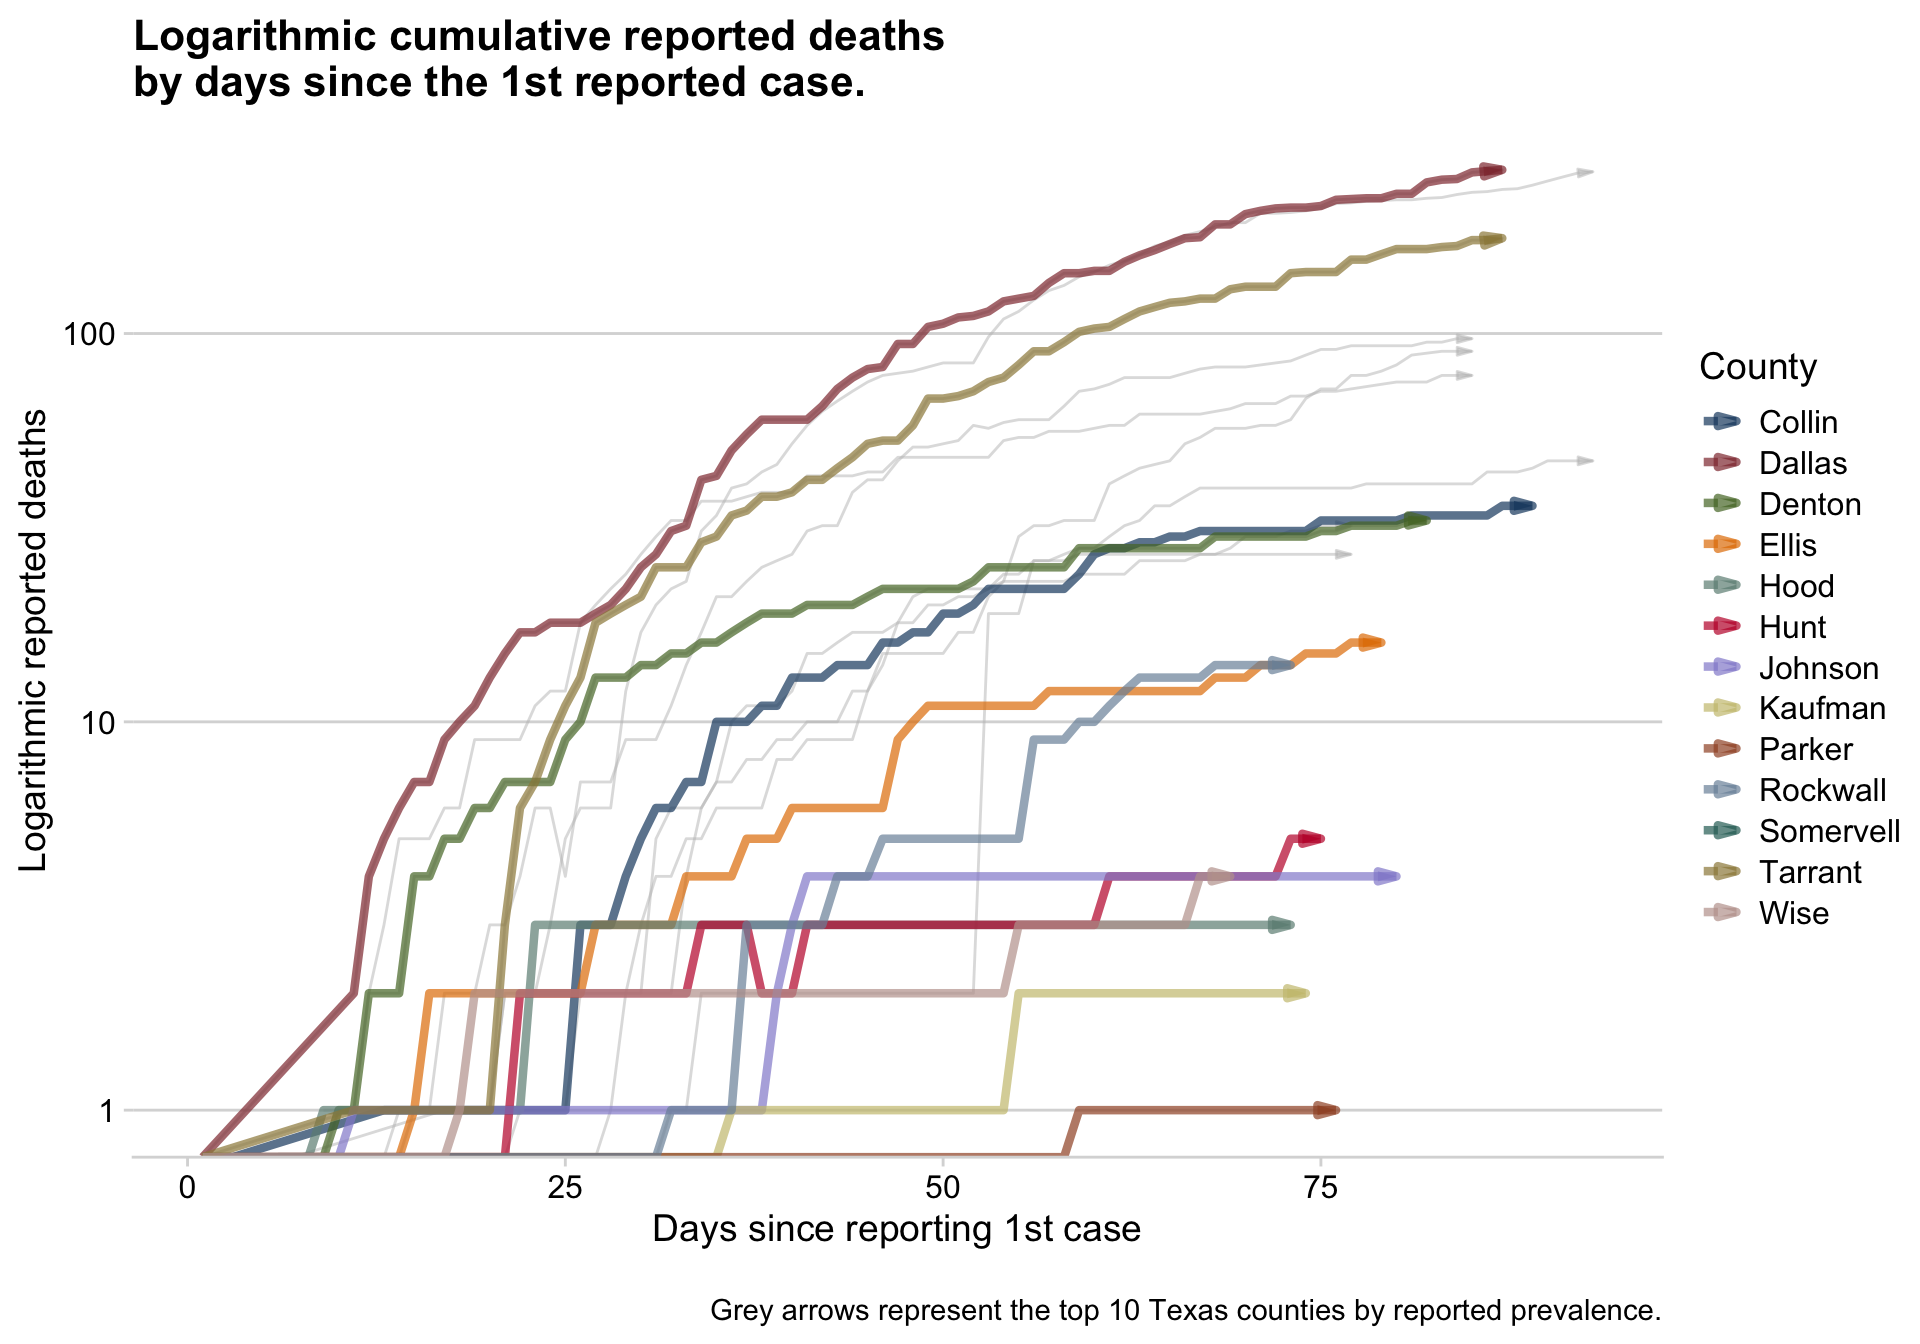 Logarithmic cumulative reported deaths
by days since the 1st reported case.
Logarithmic reported deaths
100
10
1
0
25
50
75
Days since reporting 1st case
County
Collin
Dallas
Denton
Ellis
Hood
Hunt
Johnson
Kaufman
Parker
Rockwall
Somervell
Tarrant
Wise
Grey arrows represent the top 10 Texas counties by reported prevalence.